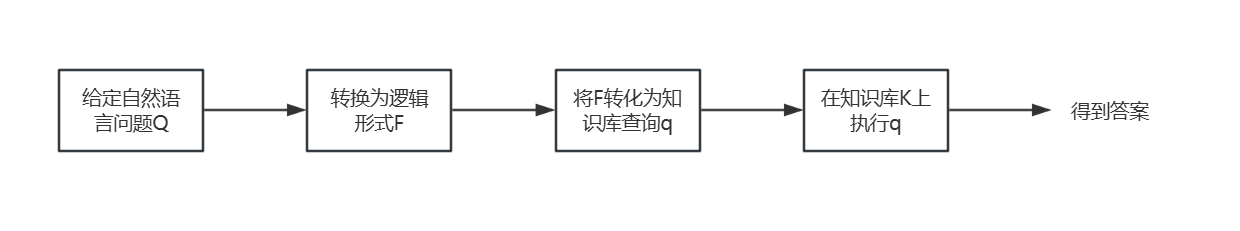 给定自然语
言问题Q
转换为逻辑
形式F
将F转化为知
识库查询q
在知识库K上
执行q
得到答案